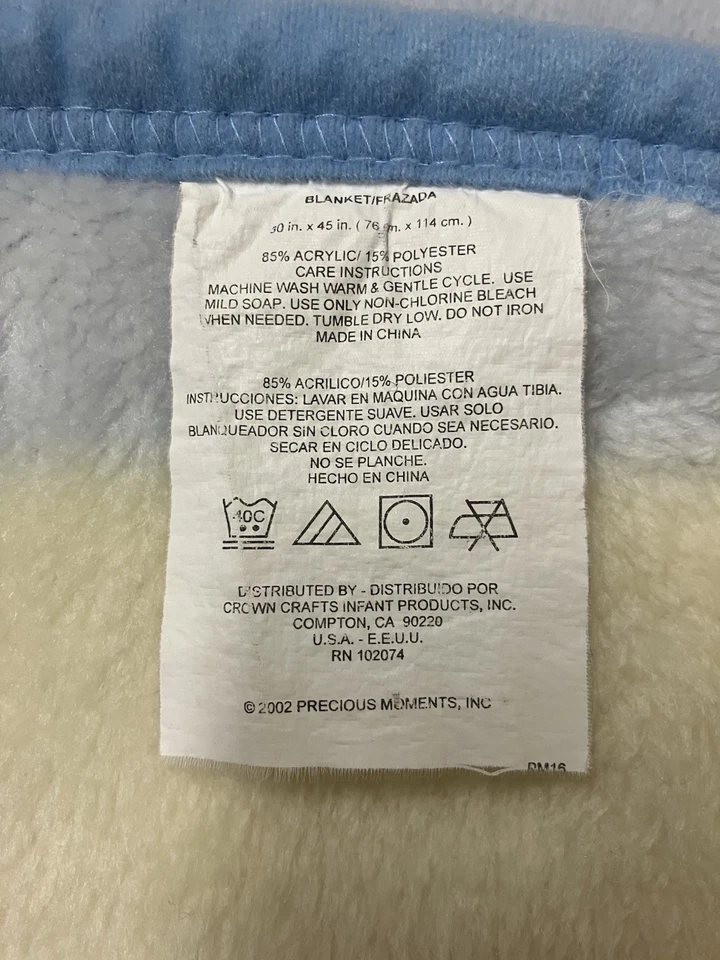 BLANKET/FRAZADA
30 in. x 45 in. ( 76 cm. x 114 cm. )
85% ACRYLIC/ 15% POLYESTER
CARE INSTRUCTIONS
MACHINE WASH WARM & GENTLE CYCLE. USE
MILD SOAP. USE ONLY NON-CHLORINE BLEACH
WHEN NEEDED. TUMBLE DRY LOW. DO NOT IRON
MADE IN CHINA
85% ACRILICO/15% POLIESTER
INSTRUCCIONES: LAVAR EN MAQUINA CON AGUA TIBIA.
USE DETERGENTE SUAVE. USAR SOLO
BLANQUEADOR SIN CLORO CUANDO SEA NECESARIO.
SECAR EN CICLO DELICADO.
NO SE PLANCHE.
HECHO EN CHINA
40C
DISTRIBUTED BY - DISTRIBUIDO POR
CROWN CRAFTS INFANT PRODUCTS, INC.
COMPTON, CA 90220
U.S.A. - E.E.U.U.
RN 102074
© 2002 PRECIOUS MOMENTS, INC
PM16